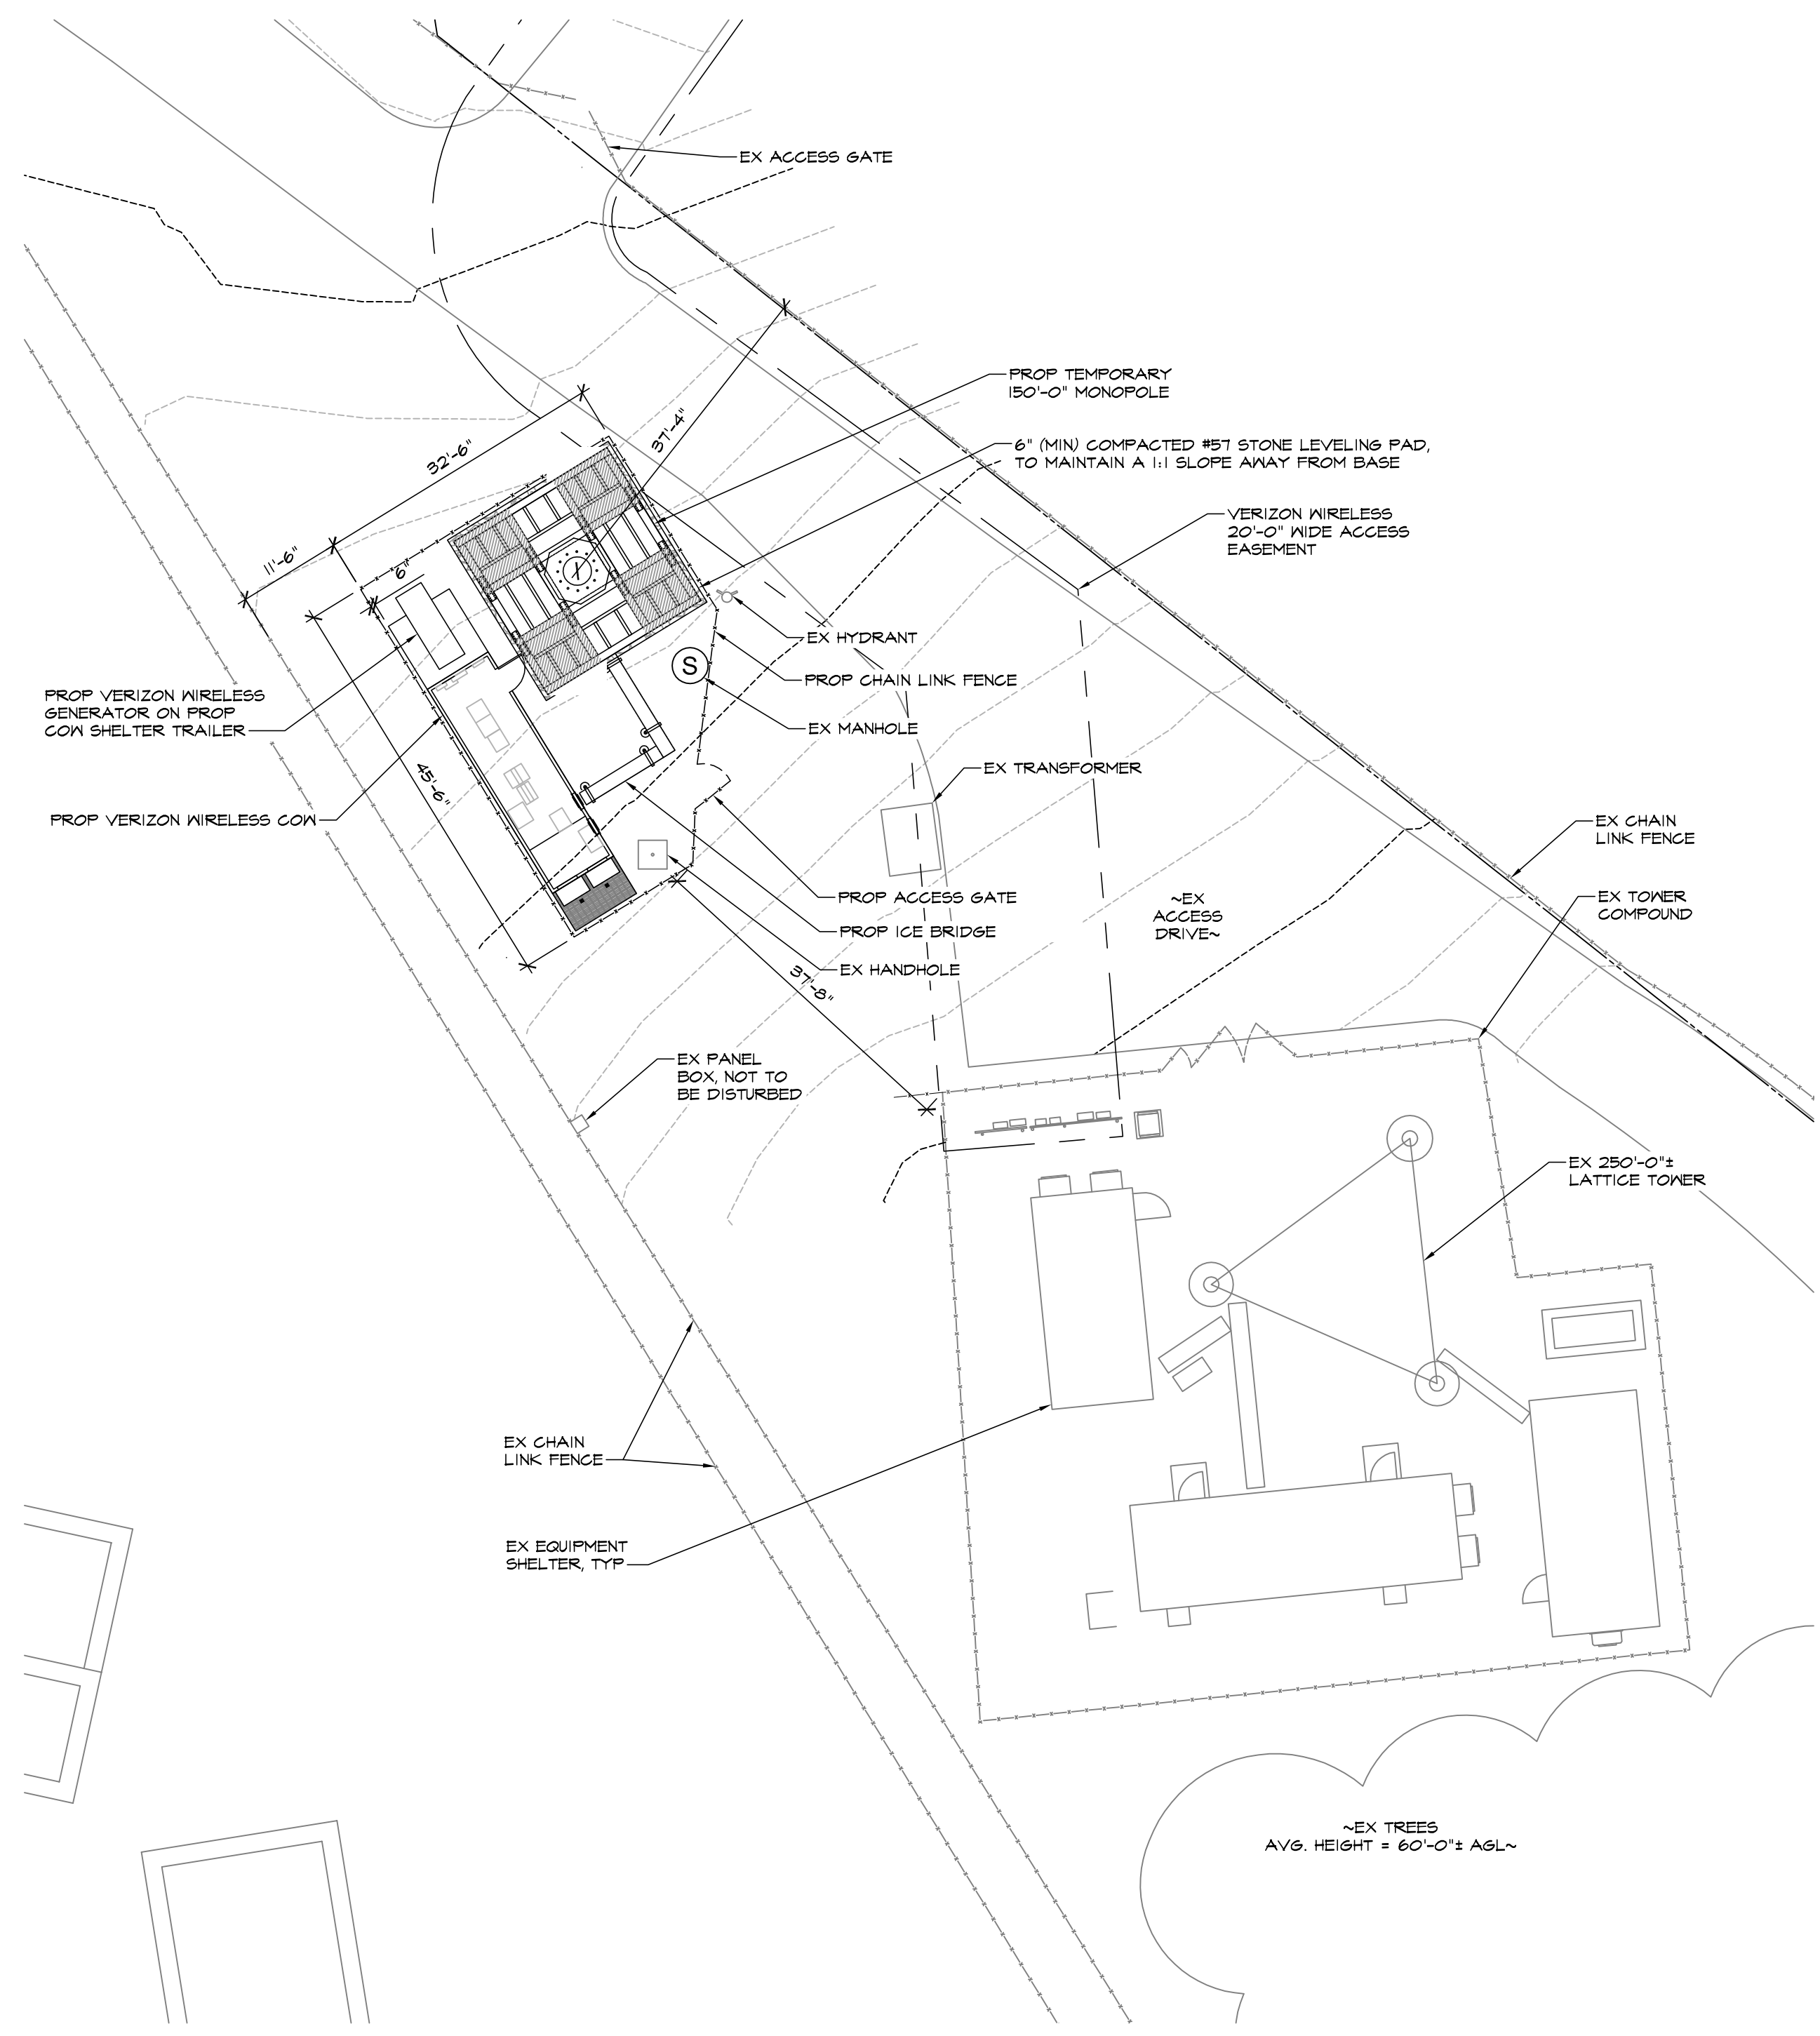 EX ACCESS GATE
PROP TEMPORARY
150'-0" MONOPOLE
37'-4"
32'-6"
6" (MIN) COMPACTED #57 STONE LEVELING PAD,
TO MAINTAIN A 1:1 SLOPE AWAY FROM BASE
VERIZON WIRELESS
20'-0" WIDE ACCESS
EASEMENT
11'-6"
6"
EX HYDRANT
S
PROP CHAIN LINK FENCE
PROP VERIZON WIRELESS
GENERATOR ON PROP
COW SHELTER TRAILER
EX MANHOLE
EX TRANSFORMER
45'-6"
PROP VERIZON WIRELESS COW
EX CHAIN
LINK FENCE
PROP ACCESS GATE
~EX
ACCESS
DRIVE~
EX TOWER
COMPOUND
PROP ICE BRIDGE
EX HANDHOLE
37'-8"
EX PANEL
BOX, NOT TO
BE DISTURBED
EX 250'-0"±
LATTICE TOWER
EX CHAIN
LINK FENCE
EX EQUIPMENT
SHELTER, TYP
~EX TREES
AVG. HEIGHT = 60'-0"± AGL~